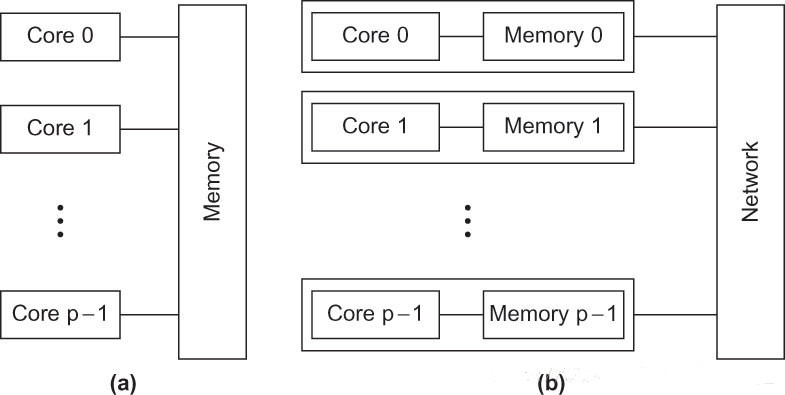 Core 0
Core 1
Core p−1
Memory
(a)
Core 0 Memory 0
Core 1 Memory 1
Core p−1 Memory p−1
Network
(b)